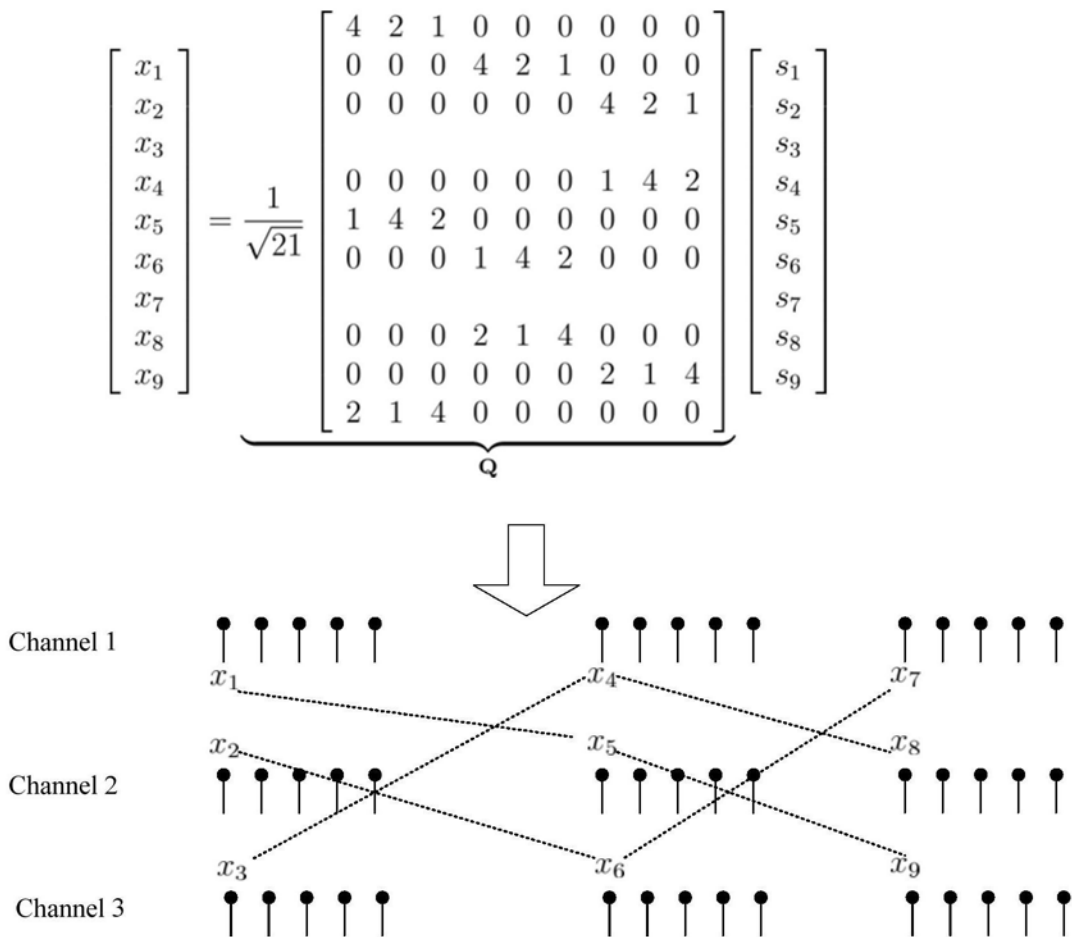 4 2 1 0 0 0 0 0 0
x₁ 0 0 0 4 2 1 0 0 0 s₁
x₂ 0 0 0 0 0 0 4 2 1 s₂
x₃ s₃
x₄ 0 0 0 0 0 0 1 4 2 s₄
x₅ = 1/√21 1 4 2 0 0 0 0 0 0 s₅
x₆ 0 0 0 1 4 2 0 0 0 s₆
x₇ s₇
x₈ 0 0 0 2 1 4 0 0 0 s₈
x₉ 0 0 0 0 0 0 2 1 4 s₉
2 1 4 0 0 0 0 0 0
Q
Channel 1
x₁ x₄ x₇
x₂ x₅ x₈
Channel 2
x₃ x₆ x₉
Channel 3